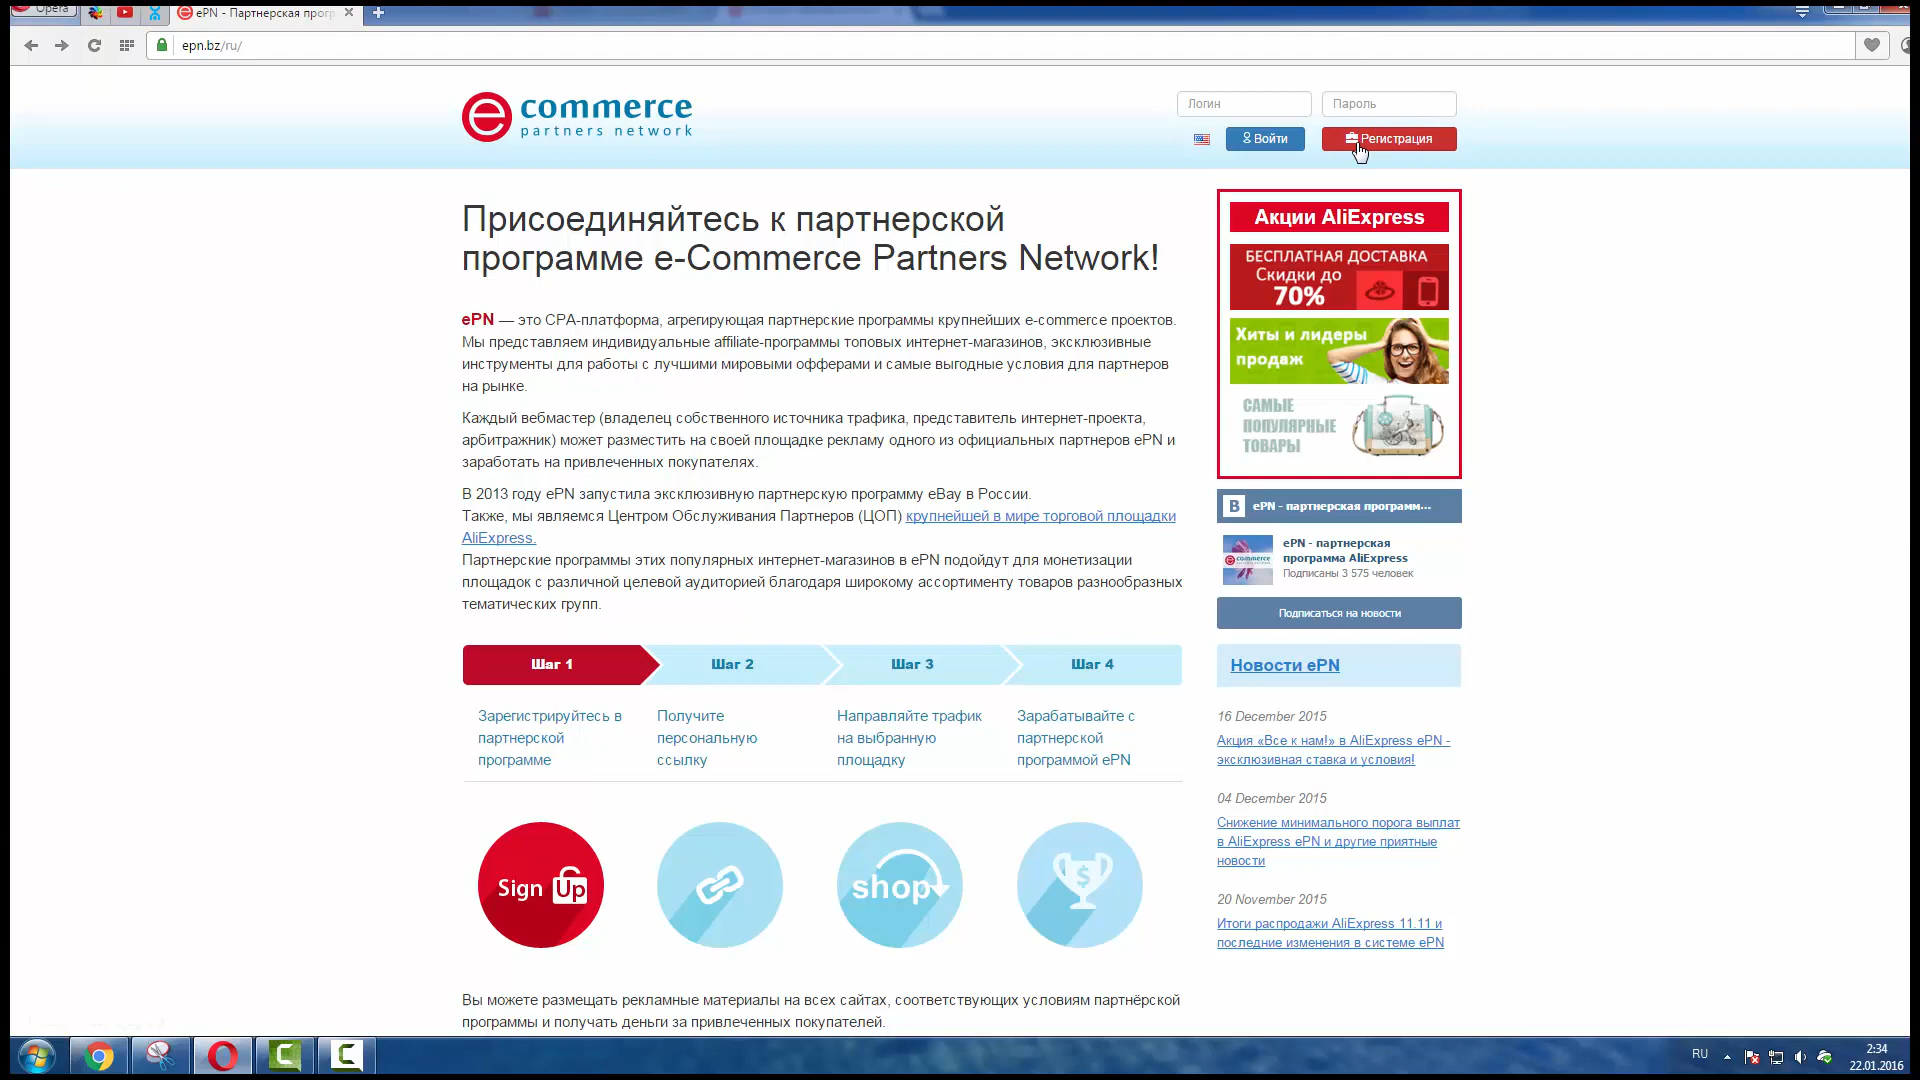 Opera
ePN - Партнерская прог
epn.bz/ru/
e commerce
partners network
Логин
Пароль
Войти
Регистрация
Присоединяйтесь к партнерской
программе e-Commerce Partners Network!
ePN — это CPA-платформа, агрегирующая партнерские программы крупнейших e-commerce проектов.
Мы представляем индивидуальные affiliate-программы топовых интернет-магазинов, эксклюзивные
инструменты для работы с лучшими мировыми офферами и самые выгодные условия для партнеров
на рынке.
Каждый вебмастер (владелец собственного источника трафика, представитель интернет-проекта,
арбитражник) может разместить на своей площадке рекламу одного из официальных партнеров ePN и
заработать на привлеченных покупателях.
В 2013 году ePN запустила эксклюзивную партнерскую программу eBay в России.
Также, мы являемся Центром Обслуживания Партнеров (ЦОП) крупнейшей в мире торговой площадки
AliExpress.
Партнерские программы этих популярных интернет-магазинов в ePN подойдут для монетизации
площадок с различной целевой аудиторией благодаря широкому ассортименту товаров разнообразных
тематических групп.
Шаг 1
Шаг 2
Шаг 3
Шаг 4
Зарегистрируйтесь в
партнерской
программе
Получите
персональную
ссылку
Направляйте трафик
на выбранную
площадку
Зарабатывайте с
партнерской
программой ePN
Sign Up
shop
$
Вы можете размещать рекламные материалы на всех сайтах, соответствующих условиям партнёрской
программы и получать деньги за привлеченных покупателей.
Акции AliExpress
БЕСПЛАТНАЯ ДОСТАВКА
Скидки до
70%
Хиты и лидеры
продаж
САМЫЕ
ПОПУЛЯРНЫЕ
ТОВАРЫ
B ePN - партнерская программ...
commerce
ePN - партнерская
программа AliExpress
Подписаны 3 575 человек
Подписаться на новости
Новости ePN
16 December 2015
Акция «Все к нам!» в AliExpress ePN -
эксклюзивная ставка и условия!
04 December 2015
Снижение минимального порога выплат
в AliExpress ePN и другие приятные
новости
20 November 2015
Итоги распродажи AliExpress 11.11 и
последние изменения в системе ePN
RU
2:34
22.01.2016